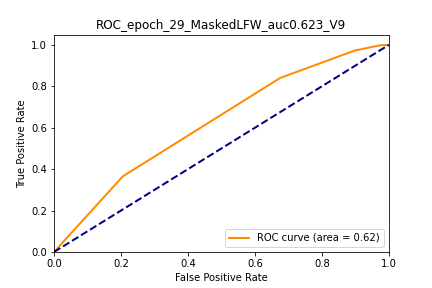 ROC_epoch_29_MaskedLFW_auc0.623_V9
True Positive Rate
1.0
0.8
0.6
0.4
0.2
0.0
ROC curve (area = 0.62)
0.0 0.2 0.4 0.6 0.8 1.0
False Positive Rate